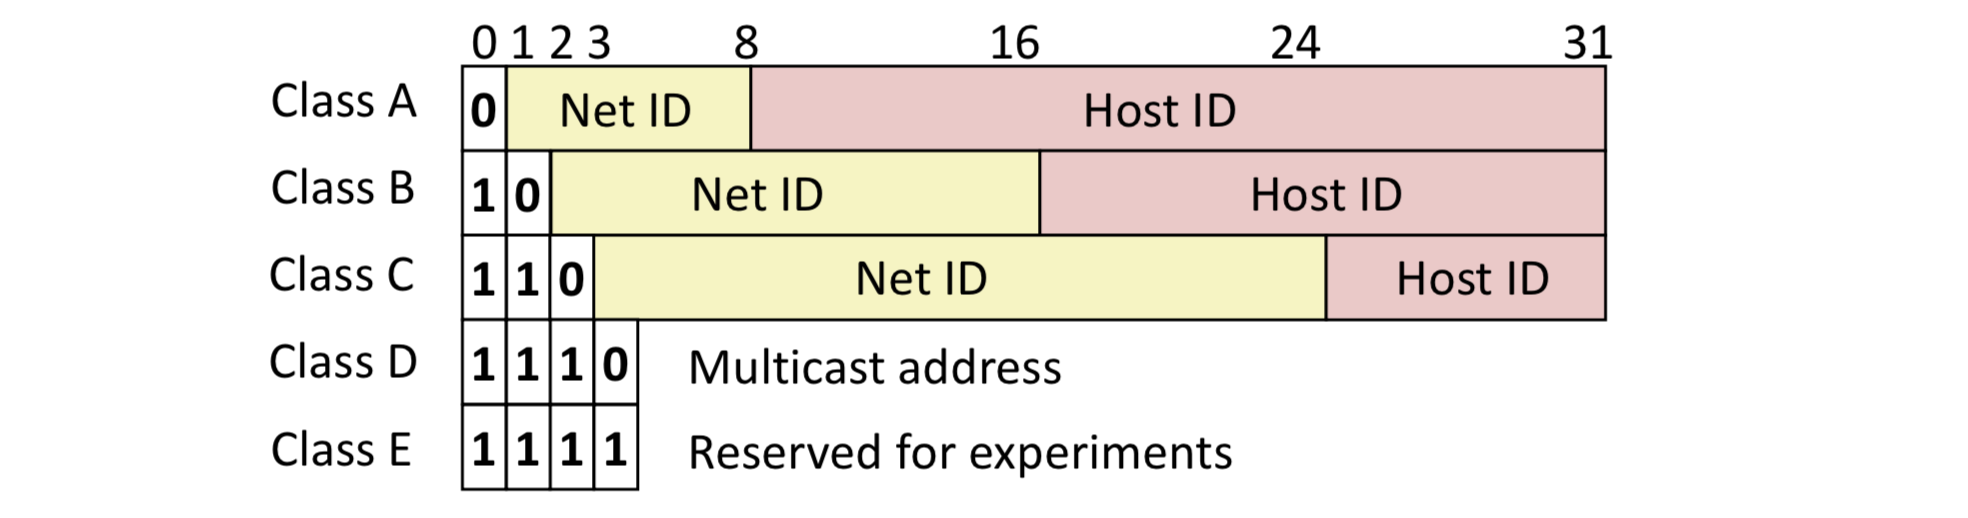 0 1 2 3 8 16 24 31
Class A 0 Net ID Host ID
Class B 1 0 Net ID Host ID
Class C 1 1 0 Net ID Host ID
Class D 1 1 1 0 Multicast address
Class E 1 1 1 1 Reserved for experiments